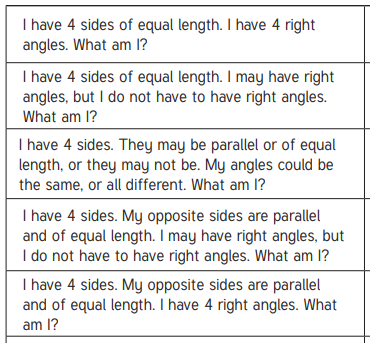 I have 4 sides of equal length. I have 4 right
angles. What am I?
I have 4 sides of equal length. I may have right
angles, but I do not have to have right angles.
What am I?
I have 4 sides. They may be parallel or of equal
length, or they may not be. My angles could be
the same, or all different. What am I?
I have 4 sides. My opposite sides are parallel
and of equal length. I may have right angles, but
I do not have to have right angles. What am I?
I have 4 sides. My opposite sides are parallel
and of equal length. I have 4 right angles. What
am I?